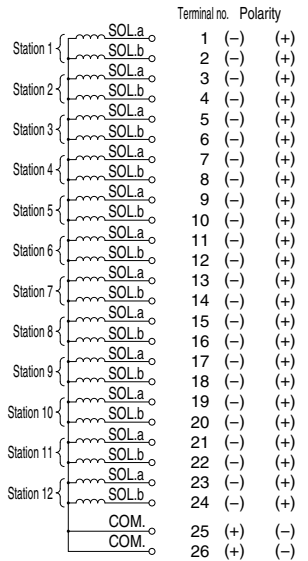 Terminal no. Polarity
Station 1 SOL.a 1 (–) (+)
SOL.b 2 (–) (+)
Station 2 SOL.a 3 (–) (+)
SOL.b 4 (–) (+)
Station 3 SOL.a 5 (–) (+)
SOL.b 6 (–) (+)
Station 4 SOL.a 7 (–) (+)
SOL.b 8 (–) (+)
Station 5 SOL.a 9 (–) (+)
SOL.b 10 (–) (+)
Station 6 SOL.a 11 (–) (+)
SOL.b 12 (–) (+)
Station 7 SOL.a 13 (–) (+)
SOL.b 14 (–) (+)
Station 8 SOL.a 15 (–) (+)
SOL.b 16 (–) (+)
Station 9 SOL.a 17 (–) (+)
SOL.b 18 (–) (+)
Station 10 SOL.a 19 (–) (+)
SOL.b 20 (–) (+)
Station 11 SOL.a 21 (–) (+)
SOL.b 22 (–) (+)
Station 12 SOL.a 23 (–) (+)
SOL.b 24 (–) (+)
COM. 25 (+) (–)
COM. 26 (+) (–)